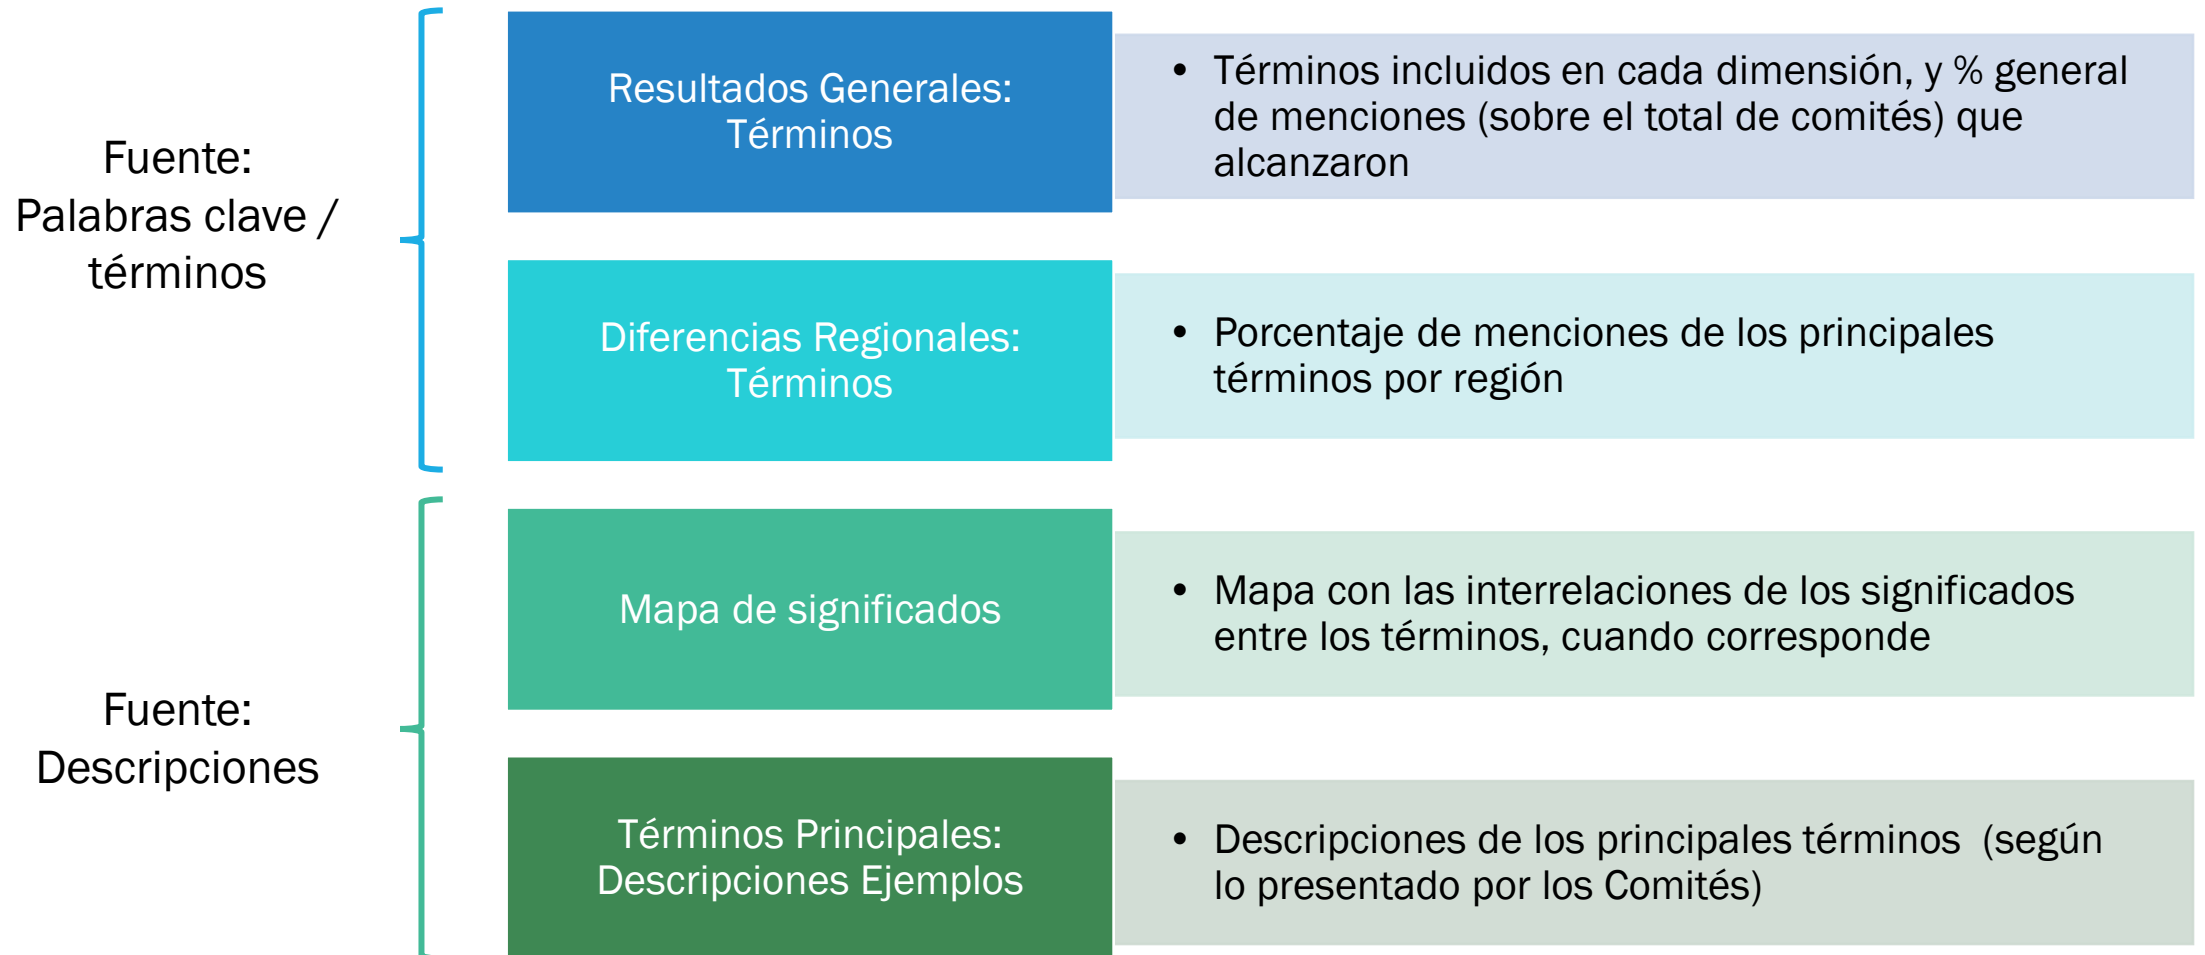 Fuente:
Palabras clave /
términos
Resultados Generales:
Términos
• Términos incluidos en cada dimensión, y % general
de menciones (sobre el total de comités) que
alcanzaron
Diferencias Regionales:
Términos
• Porcentaje de menciones de los principales
términos por región
Fuente:
Descripciones
Mapa de significados
• Mapa con las interrelaciones de los significados
entre los términos, cuando corresponde
Términos Principales:
Descripciones Ejemplos
• Descripciones de los principales términos  (según
lo presentado por los Comités)